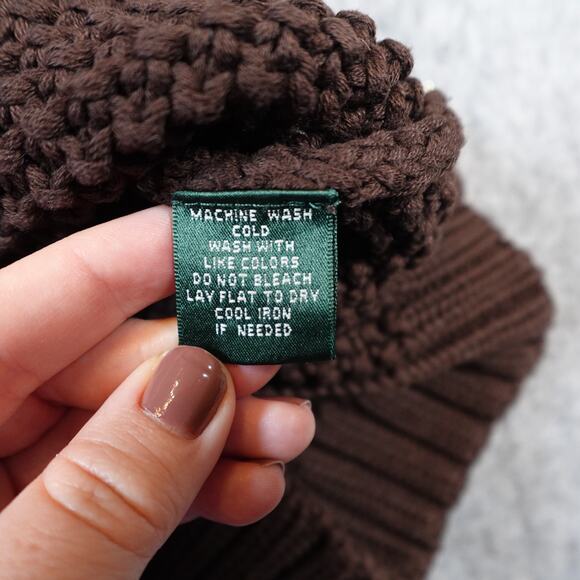 MACHINE WASH
COLD
WASH WITH
LIKE COLORS
DO NOT BLEACH
LAY FLAT TO DRY
COOL IRON
IF NEEDED